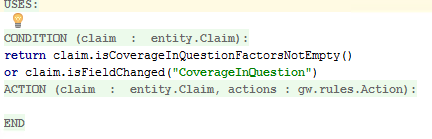 USES:
CONDITION (claim : entity.Claim):
return claim.isCoverageInQuestionFactorsNotEmpty()
or claim.isFieldChanged("CoverageInQuestion")
ACTION (claim : entity.Claim, actions : gw.rules.Action):
END